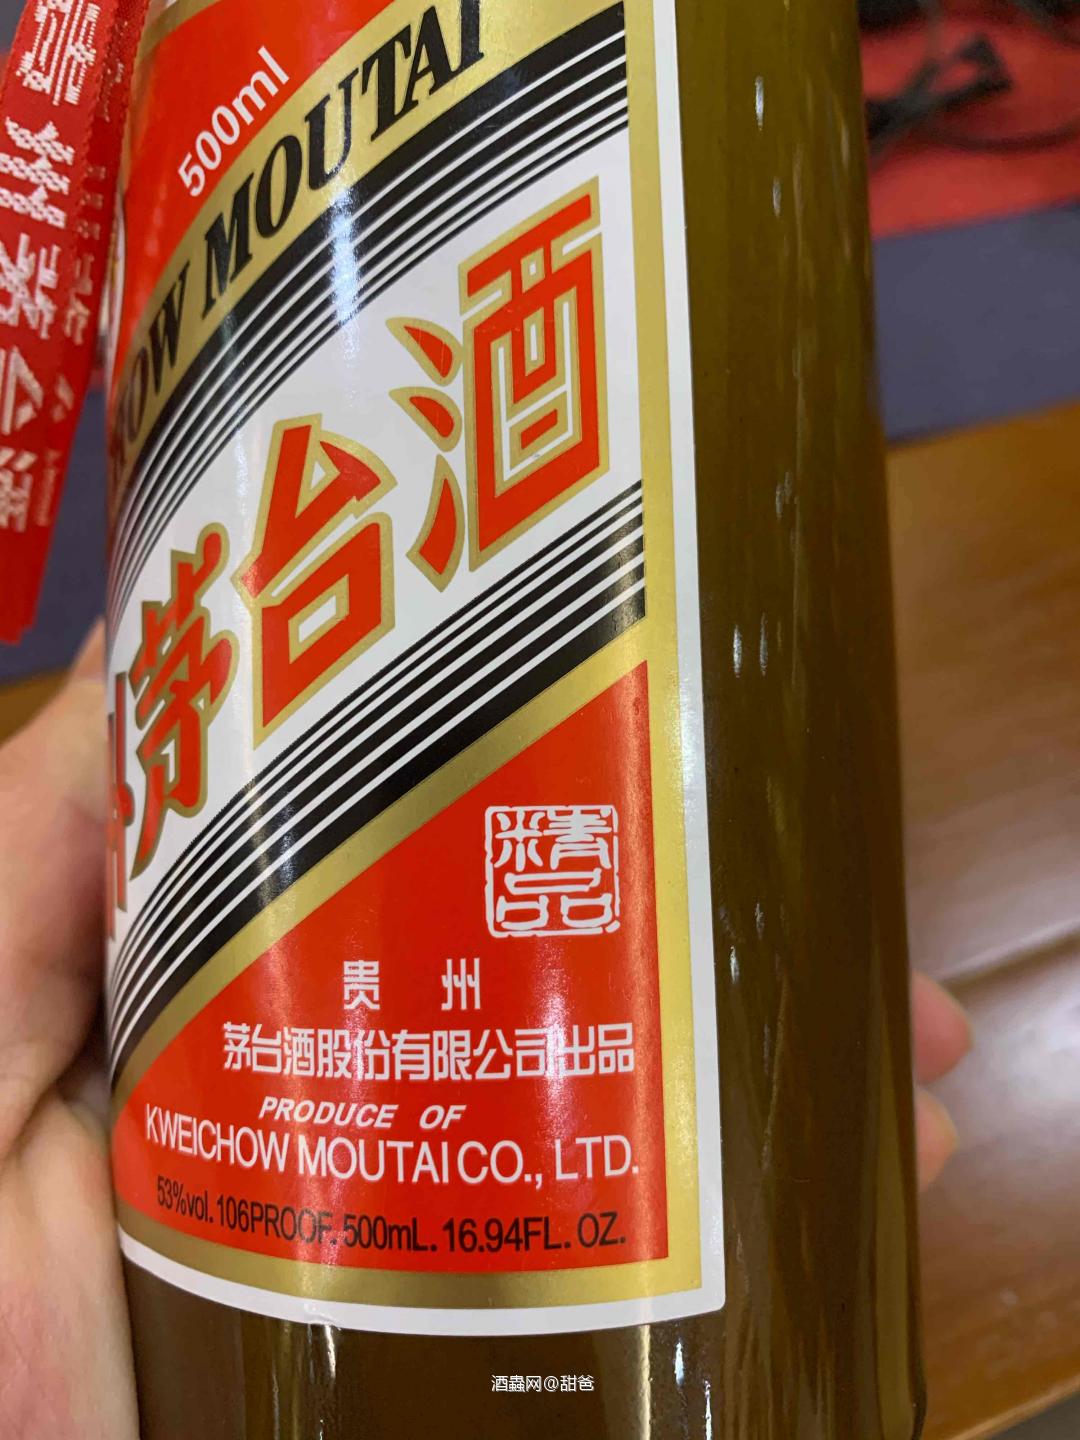 500ml
HOW MOUTAI
茅台酒
精品
贵 州
茅台酒股份有限公司出品
PRODUCE OF
KWEICHOW MOUTAI CO., LTD.
53%vol. 106PROOF. 500mL. 16.94FL. OZ.
酒蟲网@甜爸